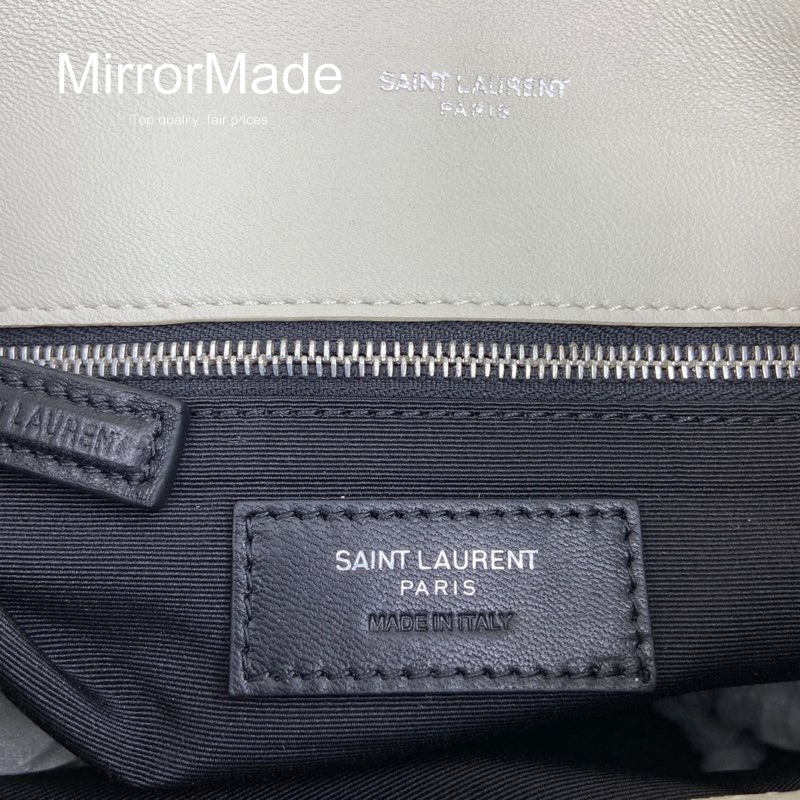 MirrorMade
Top quality, fair prices
SAINT LAURENT
PARIS
LAURENT
SAINT LAURENT
PARIS
MADE IN ITALY